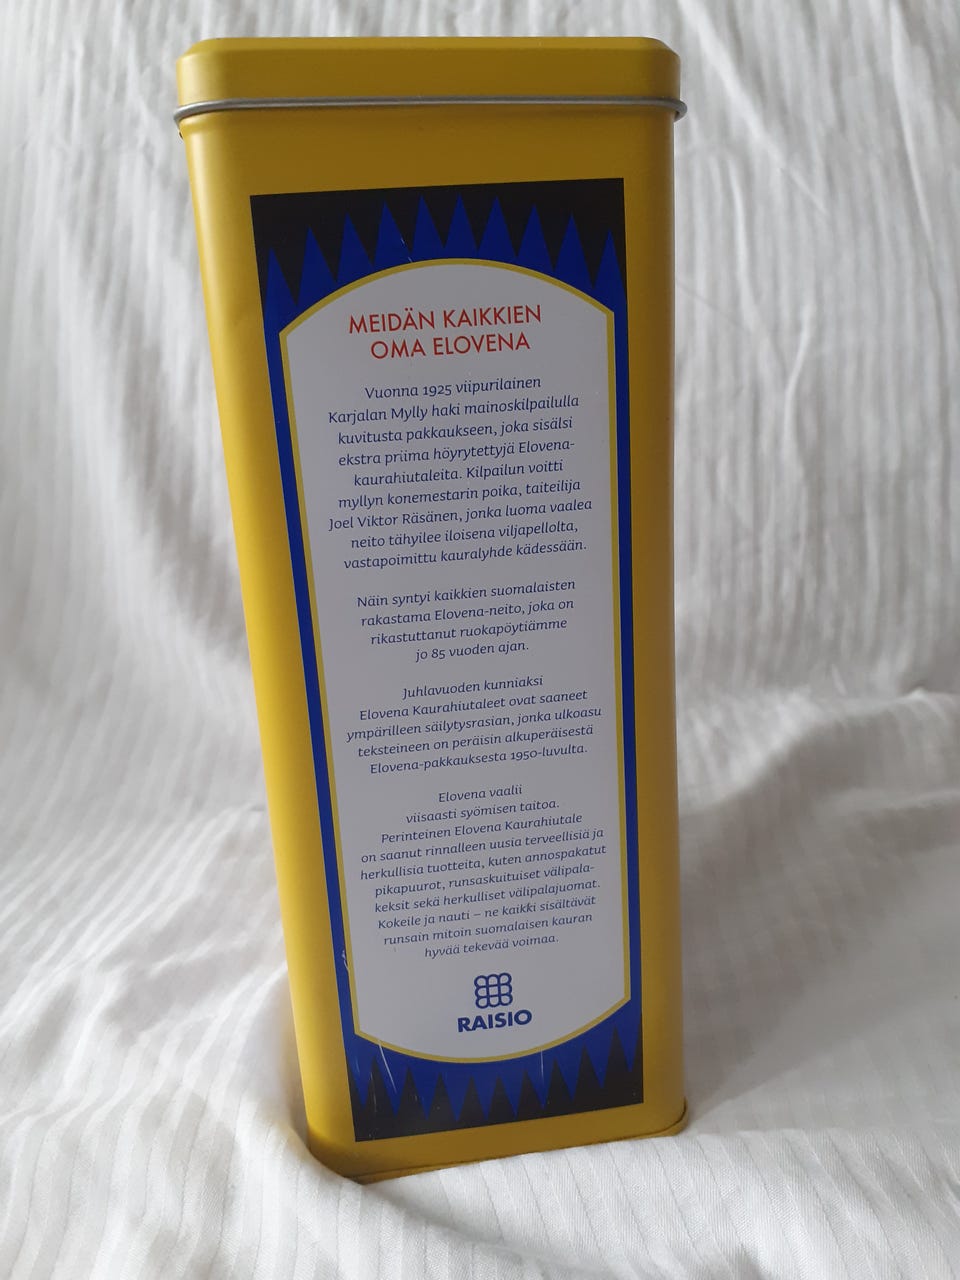 MEIDÄN KAIKKIEN
OMA ELOVENA
Vuonna 1925 viipurilainen
Karjalan Mylly haki mainoskilpailulla
kuvitusta pakkaukseen, joka sisälsi
ekstra priima höyrytettyjä Elovena-
kaurahiutaleita. Kilpailun voitti
myllyn konemestarin poika, taiteilija
Joel Viktor Räsänen, jonka luoma vaalea
neito tähyilee iloisena viljapellolta,
vastapoimittu kauralyhde kädessään.
Näin syntyi kaikkien suomalaisten
rakastama Elovena-neito, joka on
rikastuttanut ruokapöytiämme
jo 85 vuoden ajan.
Juhlavuoden kunniaksi
Elovena Kaurahiutaleet ovat saaneet
ympärilleen säilytysrasian, jonka ulkoasu
teksteineen on peräisin alkuperäisestä
Elovena-pakkauksesta 1950-luvulta.
Elovena vaalii
viisaasti syömisen taitoa.
Perinteinen Elovena Kaurahiutale
on saanut rinnalleen uusia terveellisiä ja
herkullisia tuotteita, kuten annospakatut
pikapuurot, runsaskuituiset välipala-
keksit sekä herkulliset välipalajuomat.
Kokeile ja nauti – ne kaikki sisältävät
runsain mitoin suomalaisen kauran
hyvää tekevää voimaa.
RAISIO